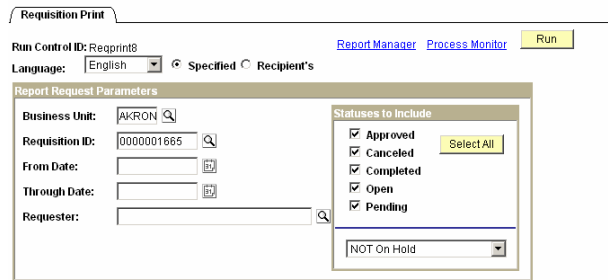 Requisition Print
Run Control ID: Reqprint8
Report Manager Process Monitor Run
Language: English Specified Recipient's
Report Request Parameters
Business Unit: AKRON
Requisition ID: 0000001665
From Date:
Through Date:
Requester:
Statuses to Include
Approved
Canceled
Completed
Open
Pending
Select All
NOT On Hold